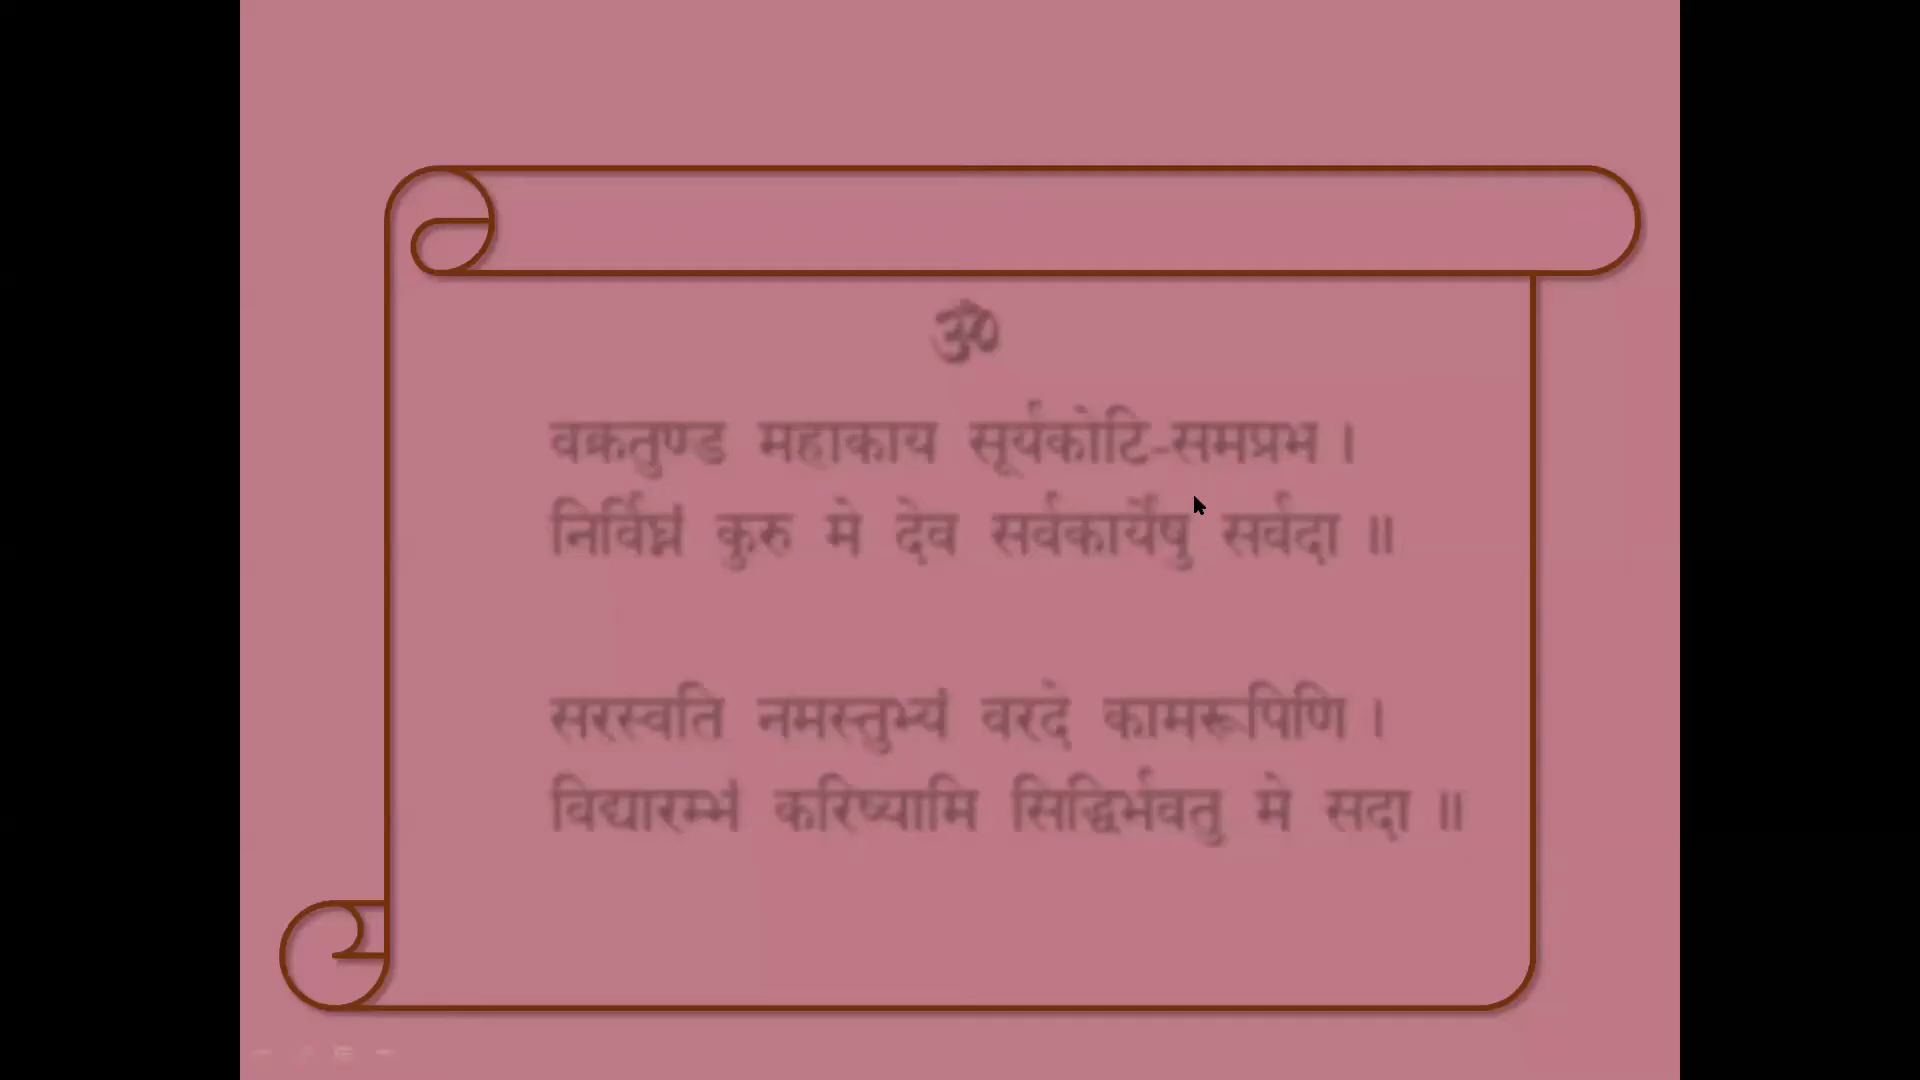 ॐ
वक्रतुण्ड महाकाय सूर्यकोटि-समप्रभ ।
निर्विघ्नं कुरु मे देव सर्वकार्येषु सर्वदा ॥
सरस्वति नमस्तुभ्यं वरदे कामरूपिणि ।
विद्यारम्भं करिष्यामि सिद्धिर्भवतु मे सदा ॥